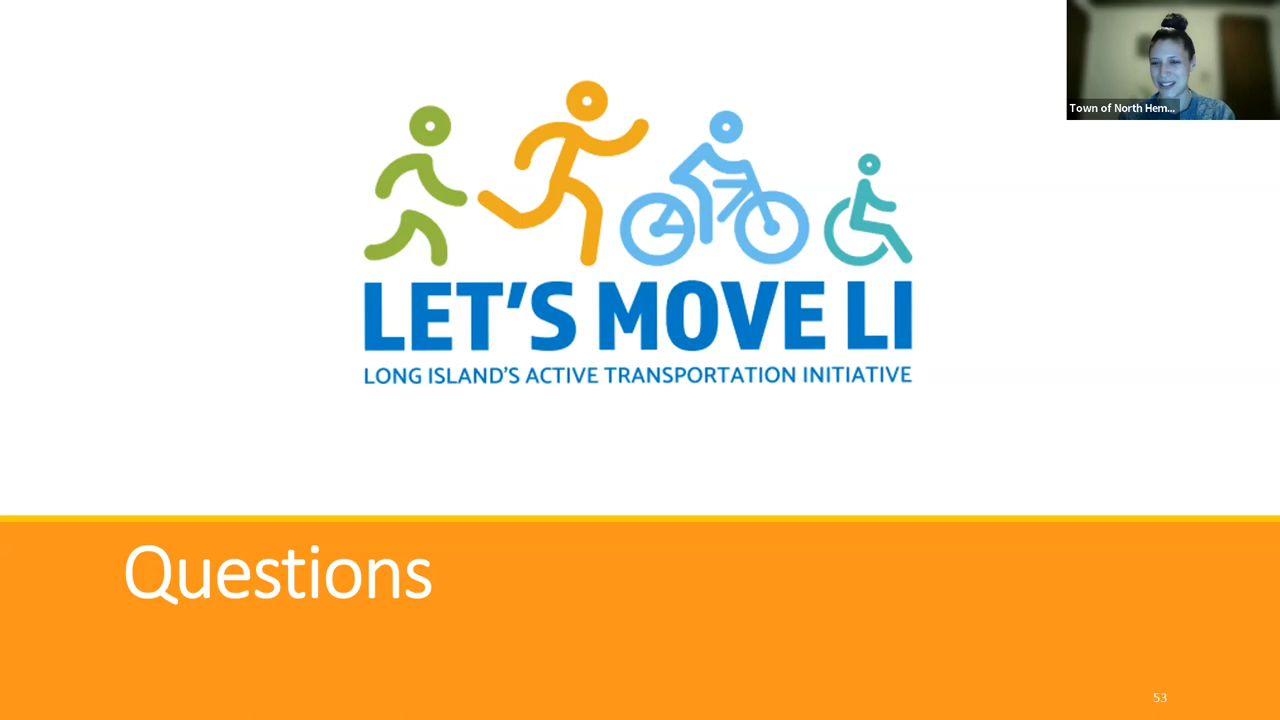 Town of North Hem...
LET'S MOVE LI
LONG ISLAND'S ACTIVE TRANSPORTATION INITIATIVE
Questions
53